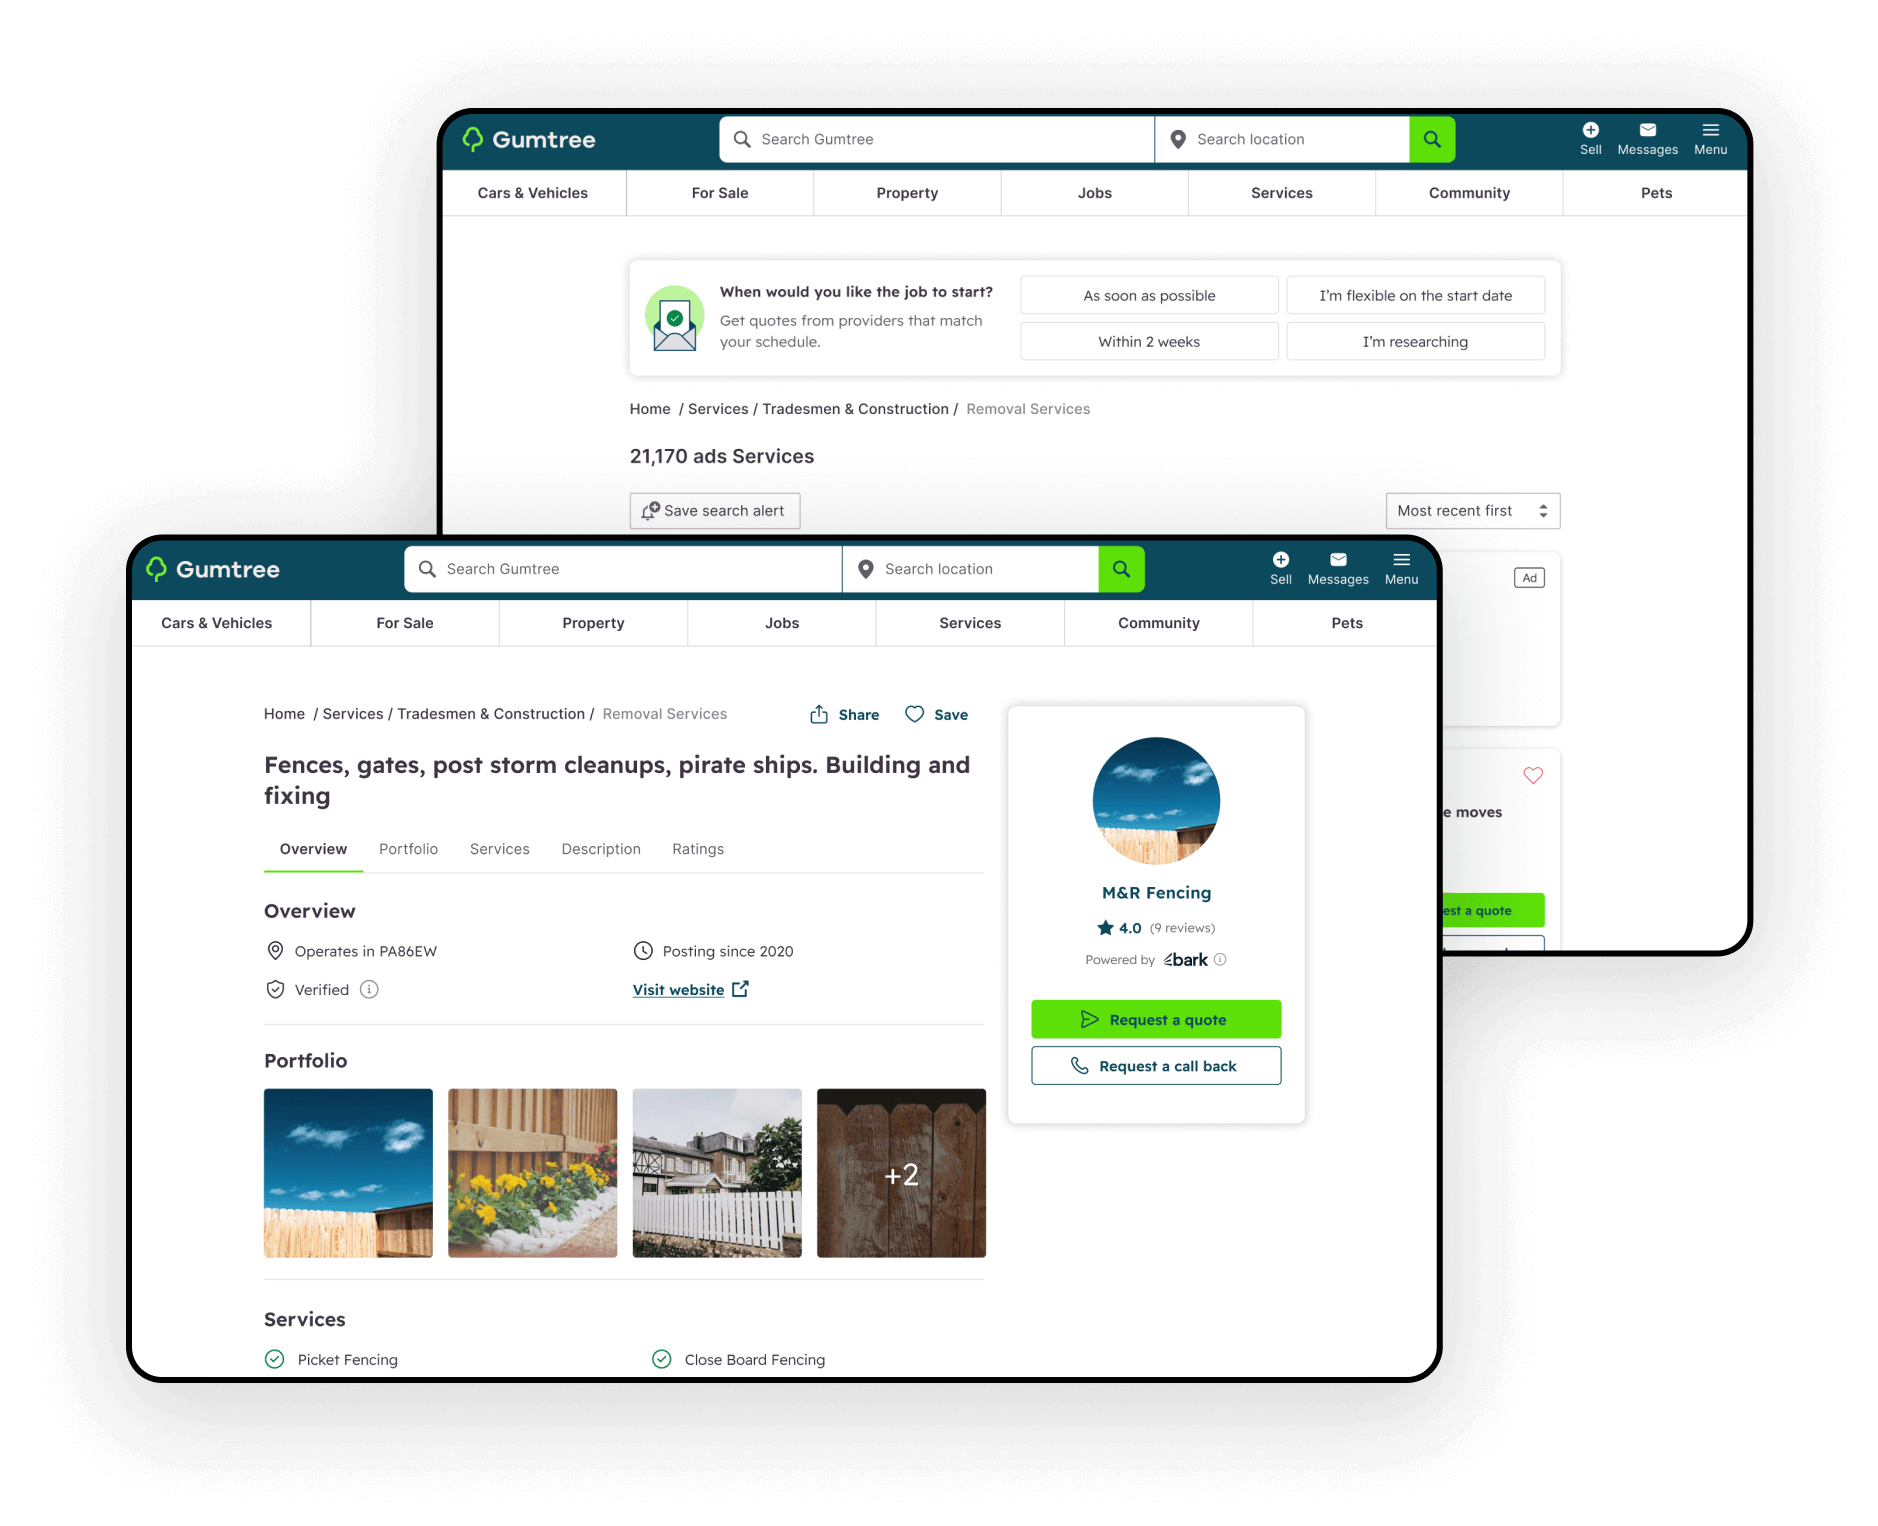 Gumtree
Search Gumtree
Search location
Sell
Messages
Menu
Cars & Vehicles
For Sale
Property
Jobs
Services
Community
Pets
When would you like the job to start?
Get quotes from providers that match
your schedule.
As soon as possible
I'm flexible on the start date
Within 2 weeks
I'm researching
Home / Services / Tradesmen & Construction / Removal Services
21,170 ads Services
Save search alert
Most recent first
Ad
e moves
est a quote
Gumtree
Search Gumtree
Search location
Sell
Messages
Menu
Cars & Vehicles
For Sale
Property
Jobs
Services
Community
Pets
Home / Services / Tradesmen & Construction / Removal Services
Share
Save
Fences, gates, post storm cleanups, pirate ships. Building and
fixing
Overview
Portfolio
Services
Description
Ratings
Overview
Operates in PA86EW
Posting since 2020
Verified
Visit website
Portfolio
+2
Services
Picket Fencing
Close Board Fencing
M&R Fencing
4.0 (9 reviews)
Powered by bark
Request a quote
Request a call back